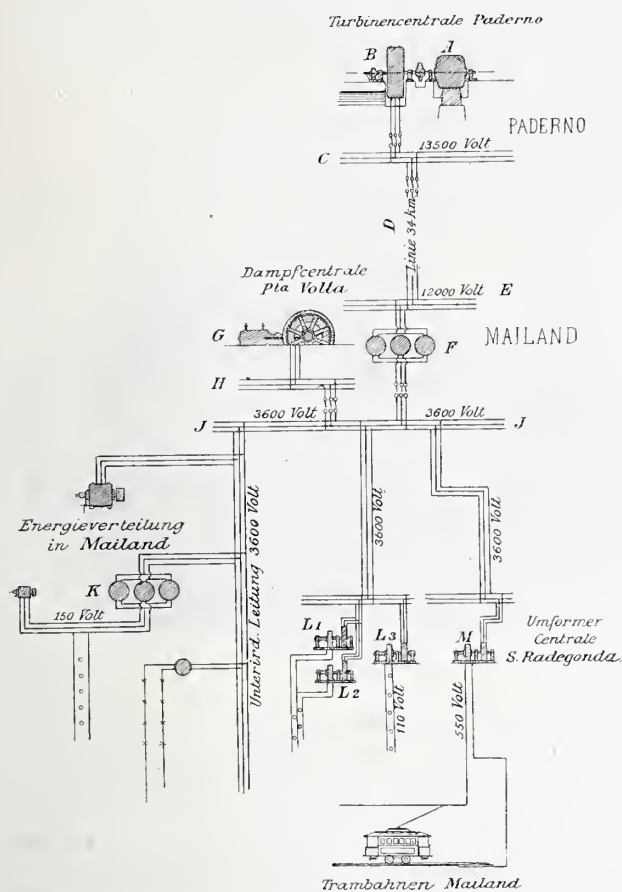 Turbinencentrale Paderno
B
A
PADERNO
C
13500 Volt
D
Linie 34 km
Dampfcentrale
Pta Volta
12000 Volt
E
G
F
MAILAND
H
J
3600 Volt
3600 Volt
J
Energieverteilung
in Mailand
K
150 Volt
Unterird. Leitung 3600 Volt
3600 Volt
3600 Volt
L1
L2
L3
110 Volt
M
550 Volt
Umformer
Centrale
S. Radegonda.
Trambahnen Mailand